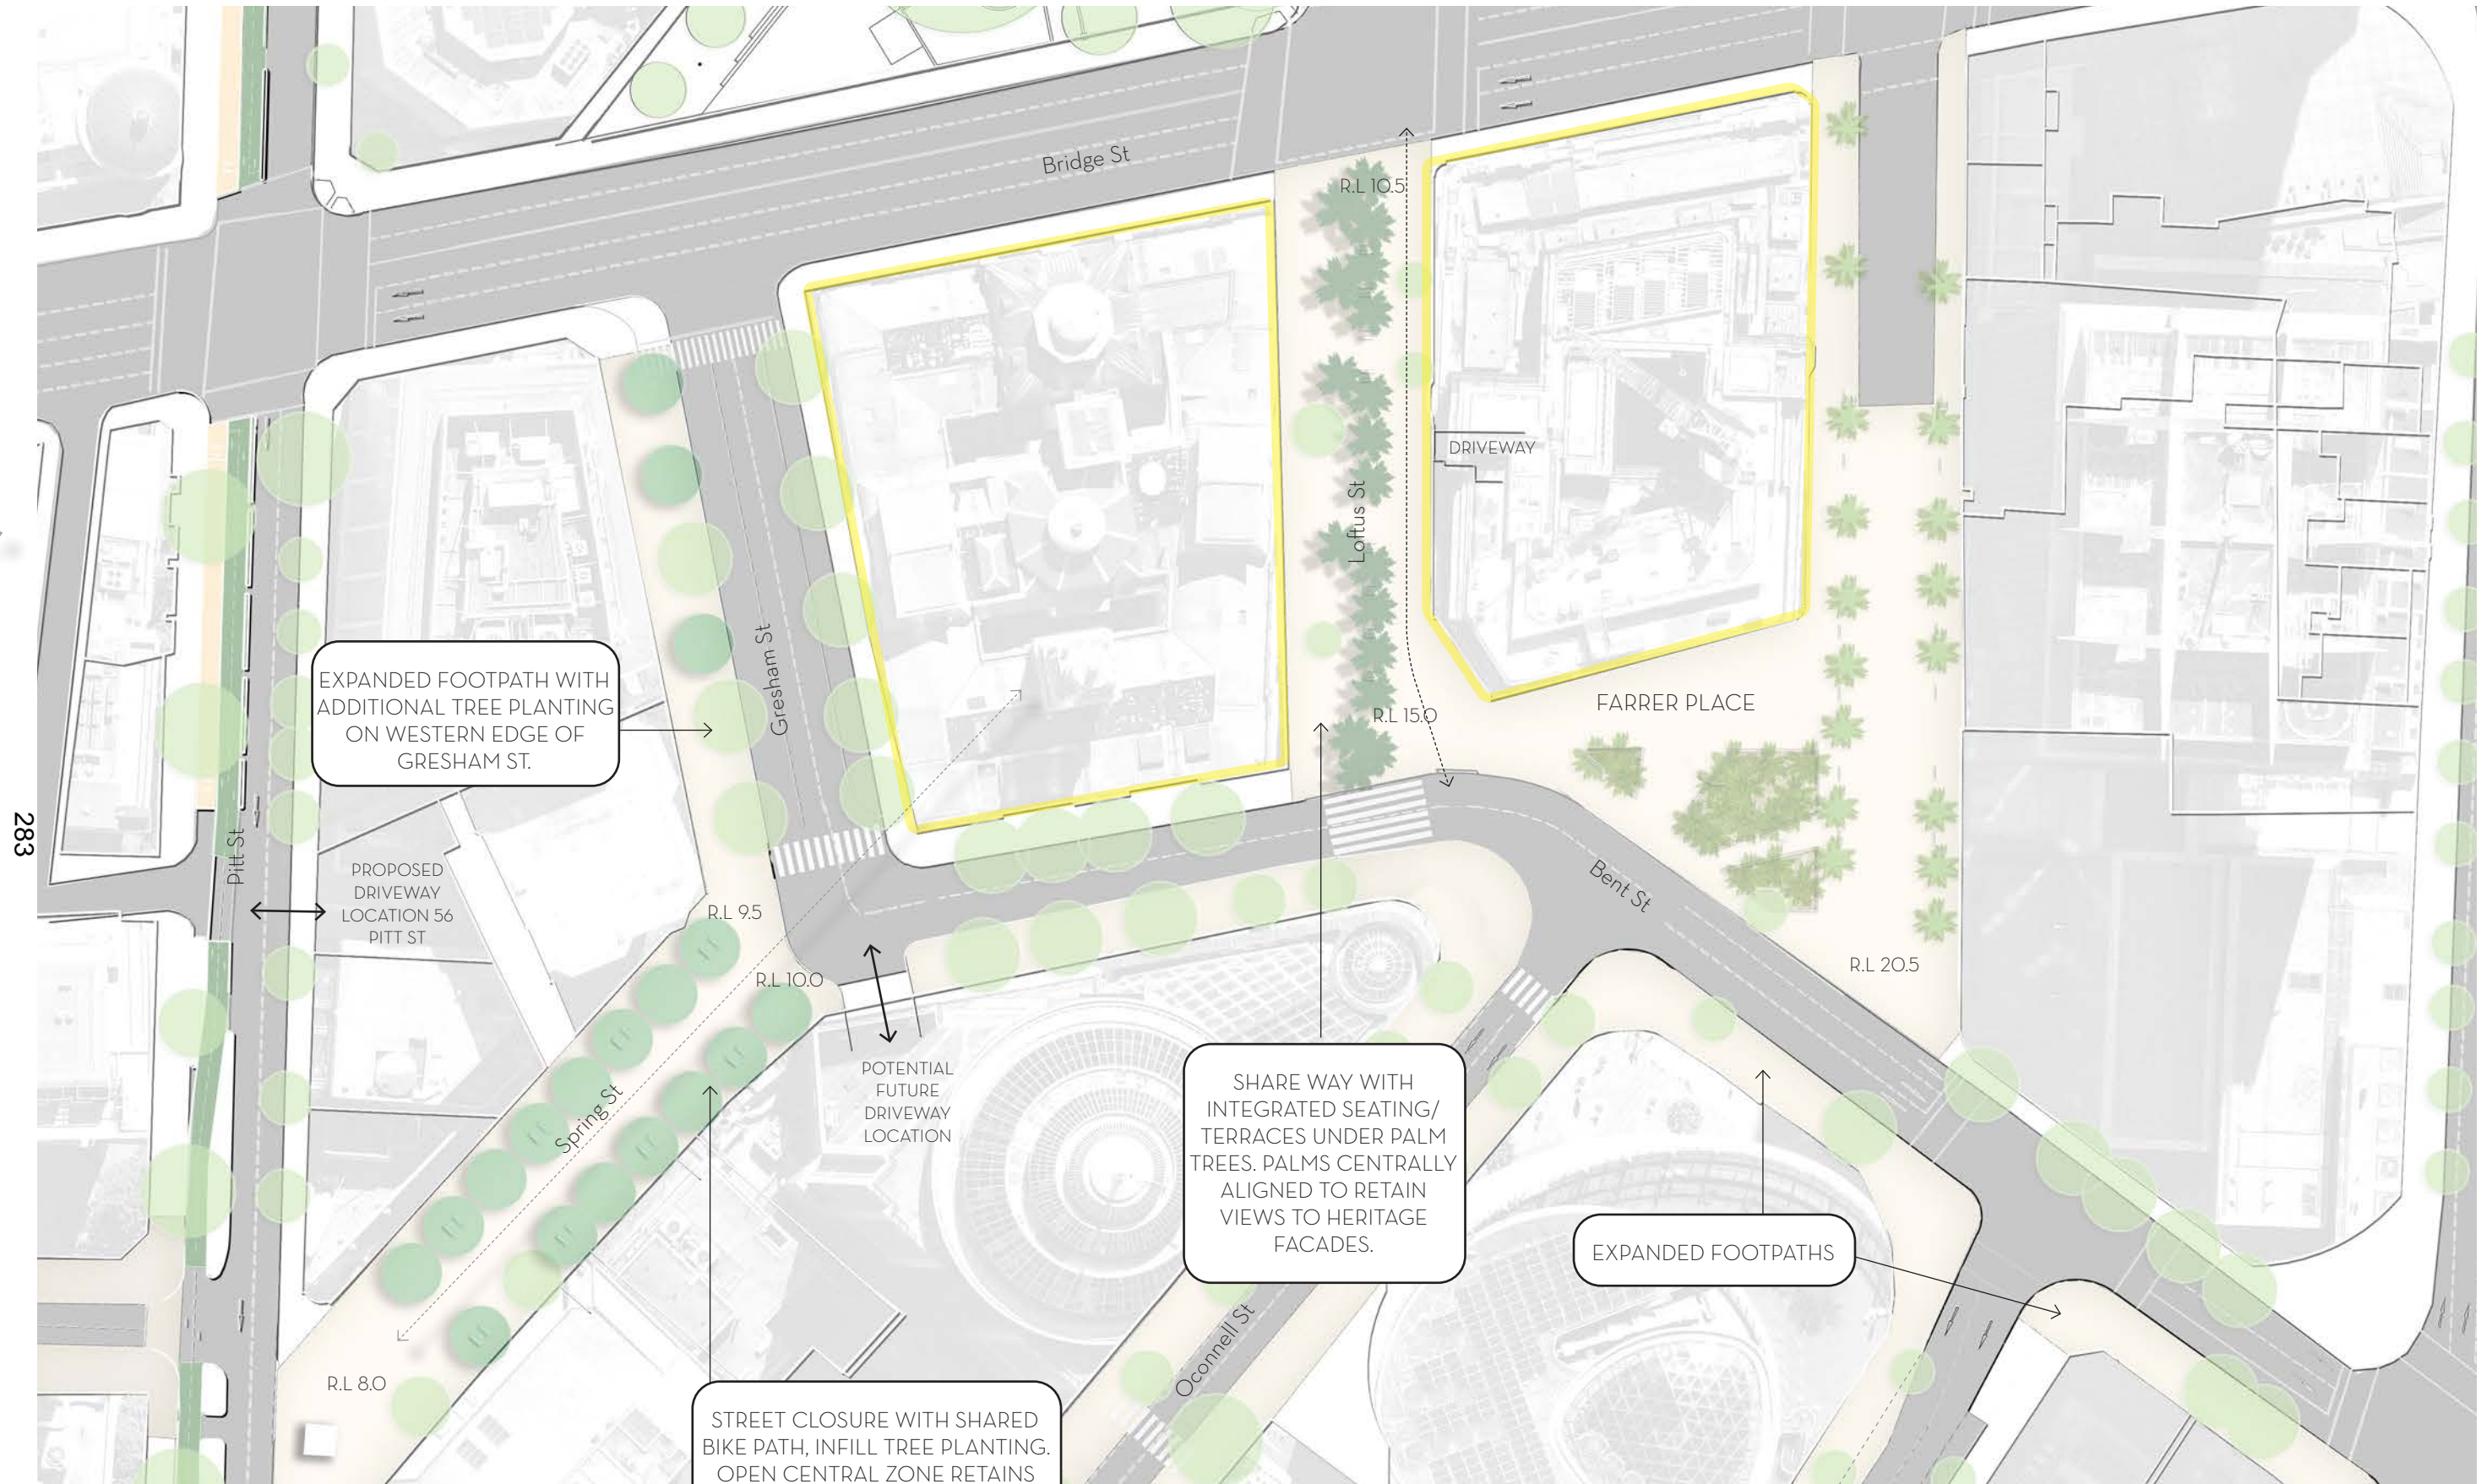 Bridge St
R.L 10.5
DRIVEWAY
Loftus St
EXPANDED FOOTPATH WITH
ADDITIONAL TREE PLANTING
ON WESTERN EDGE OF
GRESHAM ST.
Gresham St
FARRER PLACE
R.L 15.0
283
Pitt St
PROPOSED
DRIVEWAY
LOCATION 56
PITT ST
R.L 9.5
Bent St
R.L 10.0
R.L 20.5
POTENTIAL
FUTURE
DRIVEWAY
LOCATION
Spring St
SHARE WAY WITH
INTEGRATED SEATING/
TERRACES UNDER PALM
TREES. PALMS CENTRALLY
ALIGNED TO RETAIN
VIEWS TO HERITAGE
FACADES.
EXPANDED FOOTPATHS
Oconnell St
R.L 8.0
STREET CLOSURE WITH SHARED
BIKE PATH, INFILL TREE PLANTING.
OPEN CENTRAL ZONE RETAINS